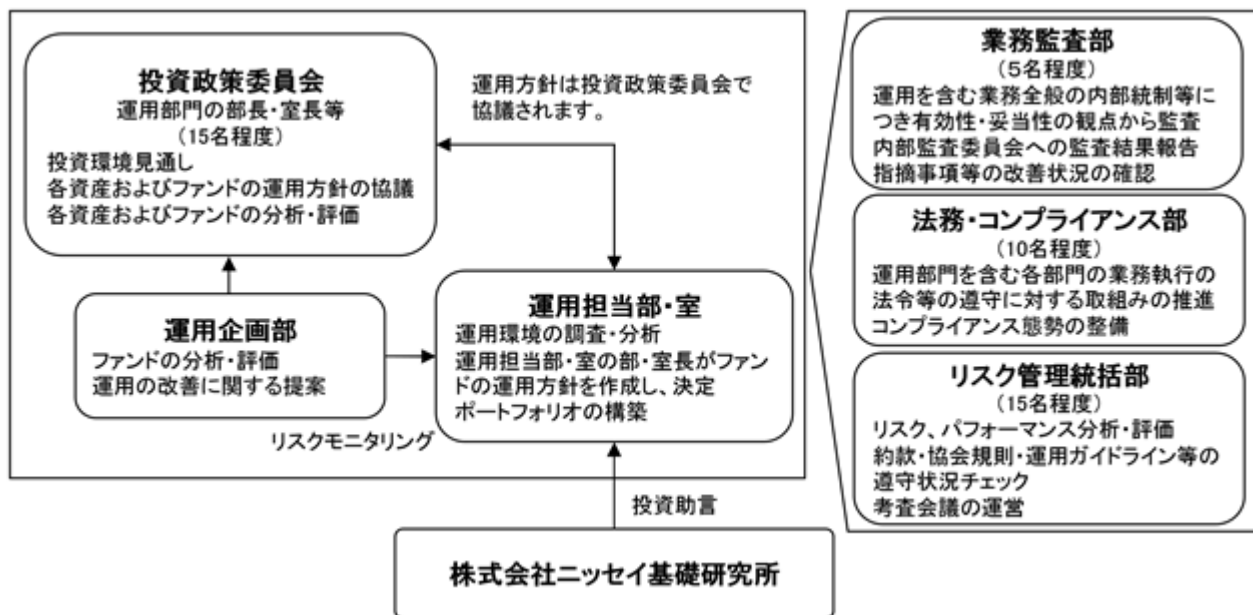 投資政策委員会
運用部門の部長・室長等
(15名程度)
投資環境見通し
各資産およびファンドの運用方針の協議
各資産およびファンドの分析・評価
運用方針は投資政策委員会で
協議されます。
運用企画部
ファンドの分析・評価
運用の改善に関する提案
リスクモニタリング
運用担当部・室
運用環境の調査・分析
運用担当部・室の部・室長がファン
ドの運用方針を作成し、決定
ポートフォリオの構築
投資助言
株式会社ニッセイ基礎研究所
業務監査部
(5名程度)
運用を含む業務全般の内部統制等に
つき有効性・妥当性の観点から監査
内部監査委員会への監査結果報告
指摘事項等の改善状況の確認
法務・コンプライアンス部
(10名程度)
運用部門を含む各部門の業務執行の
法令等の遵守に対する取組みの推進
コンプライアンス態勢の整備
リスク管理統括部
(15名程度)
リスク、パフォーマンス分析・評価
約款・協会規則・運用ガイドライン等の
遵守状況チェック
考査会議の運営